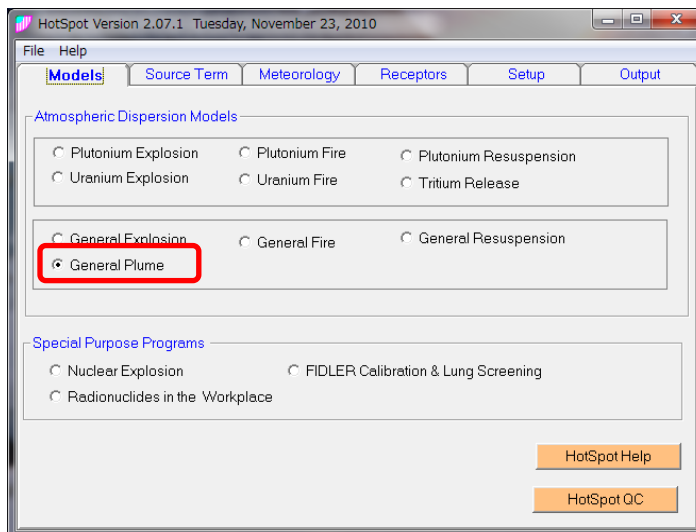 HotSpot Version 2.07.1 Tuesday, November 23, 2010
File Help
Models Source Term Meteorology Receptors Setup Output
Atmospheric Dispersion Models
Plutonium Explosion Plutonium Fire Plutonium Resuspension
Uranium Explosion Uranium Fire Tritium Release
General Explosion General Fire General Resuspension
General Plume
Special Purpose Programs
Nuclear Explosion FIDLER Calibration & Lung Screening
Radionuclides in the Workplace
HotSpot Help
HotSpot QC